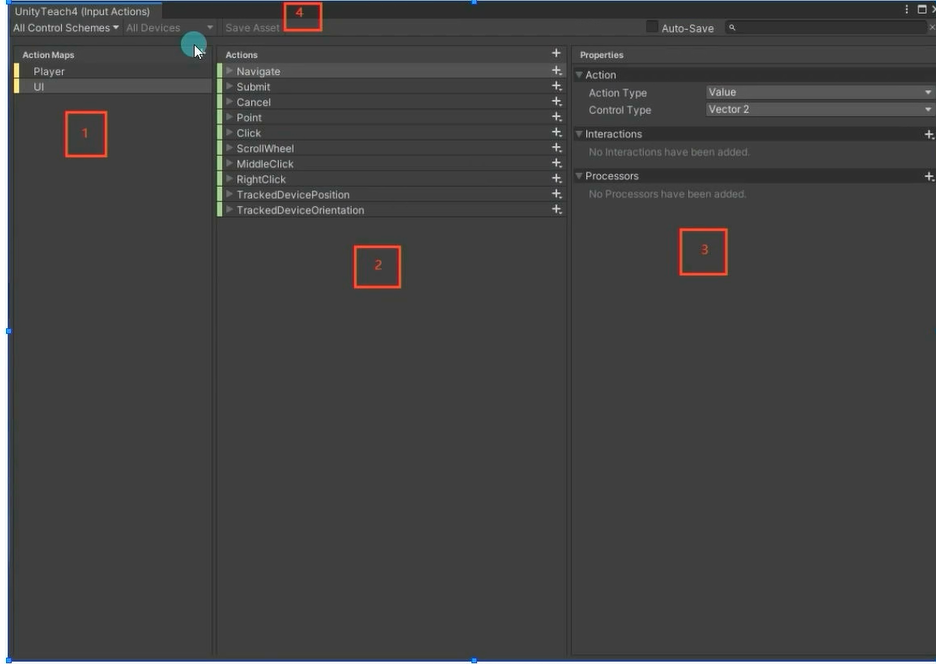 UnityTeach4 (Input Actions)
4
All Control Schemes All Devices Save Asset Auto-Save
Action Maps
Player
UI
1
Actions
Navigate
Submit
Cancel
Point
Click
ScrollWheel
MiddleClick
RightClick
TrackedDevicePosition
TrackedDeviceOrientation
2
Properties
Action
Action Type Value
Control Type Vector 2
Interactions
No Interactions have been added.
Processors
No Processors have been added.
3